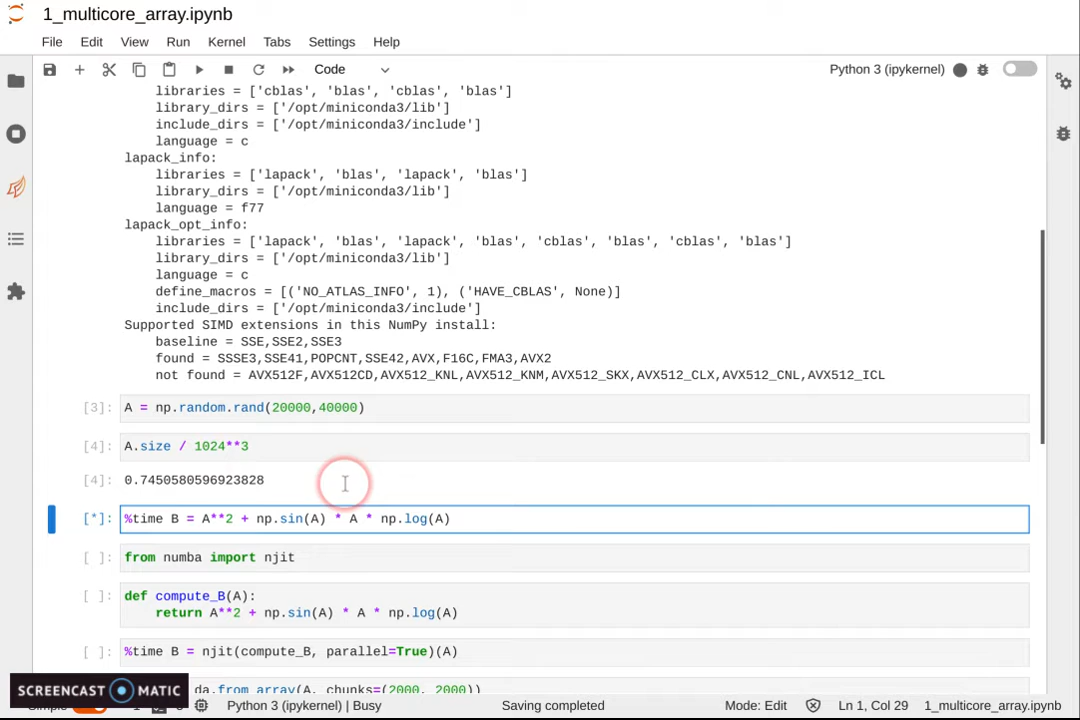 1_multicore_array.ipynb
File Edit View Run Kernel Tabs Settings Help
Code Python 3 (ipykernel)
libraries = ['cblas', 'blas', 'cblas', 'blas']
library_dirs = ['/opt/miniconda3/lib']
include_dirs = ['/opt/miniconda3/include']
language = c
lapack_info:
libraries = ['lapack', 'blas', 'lapack', 'blas']
library_dirs = ['/opt/miniconda3/lib']
language = f77
lapack_opt_info:
libraries = ['lapack', 'blas', 'lapack', 'blas', 'cblas', 'blas', 'cblas', 'blas']
library_dirs = ['/opt/miniconda3/lib']
language = c
define_macros = [('NO_ATLAS_INFO', 1), ('HAVE_CBLAS', None)]
include_dirs = ['/opt/miniconda3/include']
Supported SIMD extensions in this NumPy install:
baseline = SSE,SSE2,SSE3
found = SSSE3,SSE41,POPCNT,SSE42,AVX,F16C,FMA3,AVX2
not found = AVX512F,AVX512CD,AVX512_KNL,AVX512_KNM,AVX512_SKX,AVX512_CLX,AVX512_CNL,AVX512_ICL
[3]: A = np.random.rand(20000,40000)
[4]: A.size / 1024**3
[4]: 0.7450580596923828
[*]: %time B = A**2 + np.sin(A) * A * np.log(A)
[ ]: from numba import njit
[ ]: def compute_B(A):
return A**2 + np.sin(A) * A * np.log(A)
[ ]: %time B = njit(compute_B, parallel=True)(A)
da.from_array(A, chunks=(2000, 2000))
SCREENCAST MATIC
Simple Python 3 (ipykernel) | Busy Saving completed Mode: Edit Ln 1, Col 29 1_multicore_array.ipynb